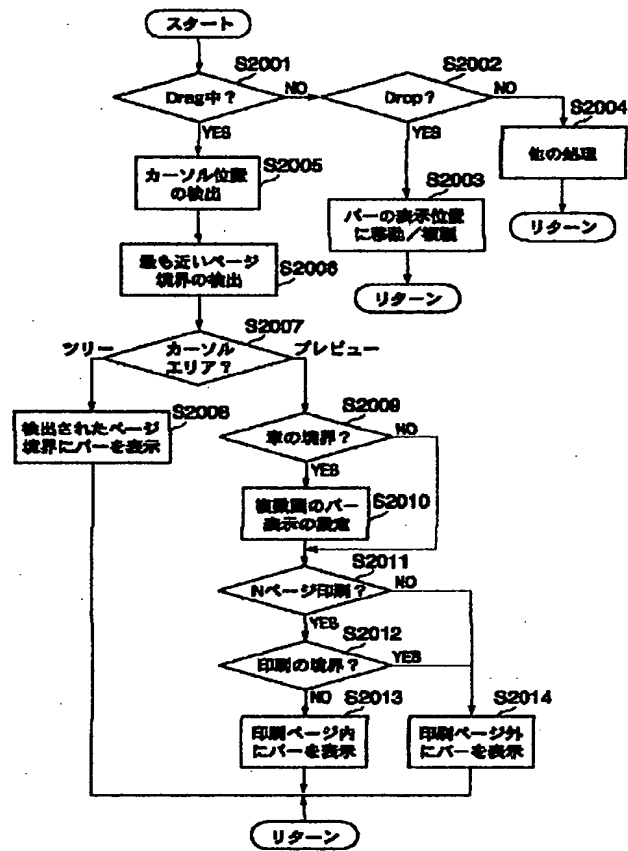 スタート
S2001
Drag中?
NO
YES
S2002
Drop?
NO
YES
S2004
他の処理
リターン
S2003
バーの表示位置
に移動/複製
リターン
S2005
カーソル位置
の検出
S2006
最も近いページ
境界の検出
S2007
カーソル
エリア?
ツリー
プレビュー
S2008
検出されたページ
境界にバーを表示
S2009
章の境界?
NO
YES
S2010
複数個のバー
表示の設定
S2011
Nページ印刷?
NO
YES
S2012
印刷の境界?
YES
NO
S2013
印刷ページ内
にバーを表示
S2014
印刷ページ外
にバーを表示
リターン